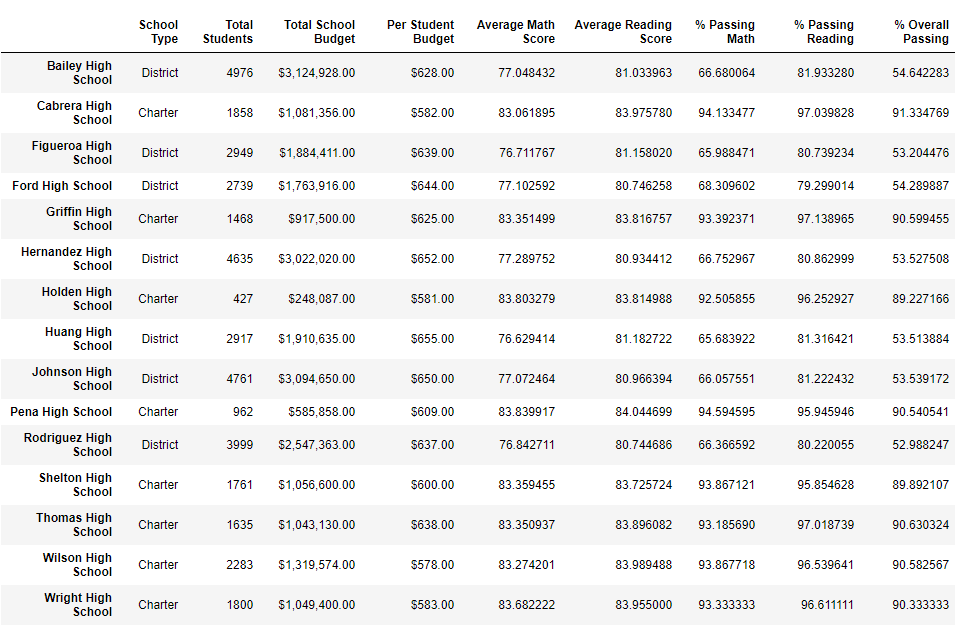 School Type Total Students Total School Budget Per Student Budget Average Math Score Average Reading Score % Passing Math % Passing Reading % Overall Passing
Bailey High School District 4976 $3,124,928.00 $628.00 77.048432 81.033963 66.680064 81.933280 54.642283
Cabrera High School Charter 1858 $1,081,356.00 $582.00 83.061895 83.975780 94.133477 97.039828 91.334769
Figueroa High School District 2949 $1,884,411.00 $639.00 76.711767 81.158020 65.988471 80.739234 53.204476
Ford High School District 2739 $1,763,916.00 $644.00 77.102592 80.746258 68.309602 79.299014 54.289887
Griffin High School Charter 1468 $917,500.00 $625.00 83.351499 83.816757 93.392371 97.138965 90.599455
Hernandez High School District 4635 $3,022,020.00 $652.00 77.289752 80.934412 66.752967 80.862999 53.527508
Holden High School Charter 427 $248,087.00 $581.00 83.803279 83.814988 92.505855 96.252927 89.227166
Huang High School District 2917 $1,910,635.00 $655.00 76.629414 81.182722 65.683922 81.316421 53.513884
Johnson High School District 4761 $3,094,650.00 $650.00 77.072464 80.966394 66.057551 81.222432 53.539172
Pena High School Charter 962 $585,858.00 $609.00 83.839917 84.044699 94.594595 95.945946 90.540541
Rodriguez High School District 3999 $2,547,363.00 $637.00 76.842711 80.744686 66.366592 80.220055 52.988247
Shelton High School Charter 1761 $1,056,600.00 $600.00 83.359455 83.725724 93.867121 95.854628 89.892107
Thomas High School Charter 1635 $1,043,130.00 $638.00 83.350937 83.896082 93.185690 97.018739 90.630324
Wilson High School Charter 2283 $1,319,574.00 $578.00 83.274201 83.989488 93.867718 96.539641 90.582567
Wright High School Charter 1800 $1,049,400.00 $583.00 83.682222 83.955000 93.333333 96.611111 90.333333